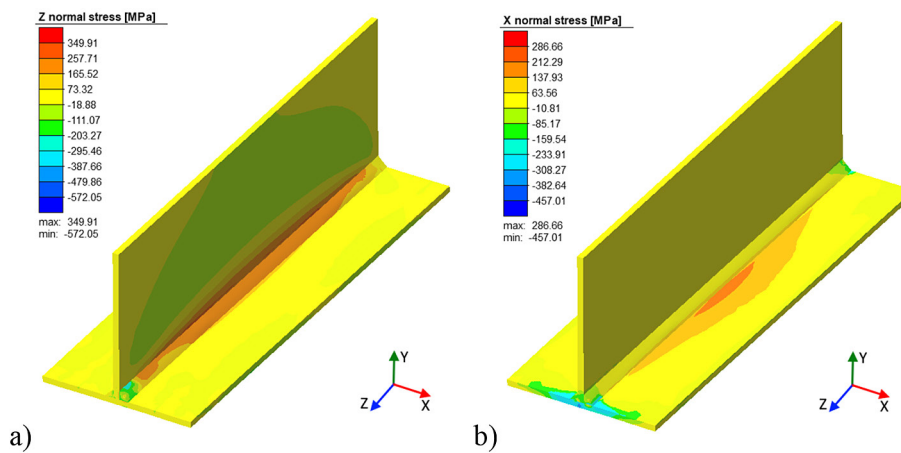 Z normal stress [MPa]
349.91
257.71
165.52
73.32
-18.88
-111.07
-203.27
-295.46
-387.66
-479.86
-572.05
max: 349.91
min: -572.05
Y
Z
X
a)
X normal stress [MPa]
286.66
212.29
137.93
63.56
-10.81
-85.17
-159.54
-233.91
-308.27
-382.64
-457.01
max: 286.66
min: -457.01
Y
Z
X
b)